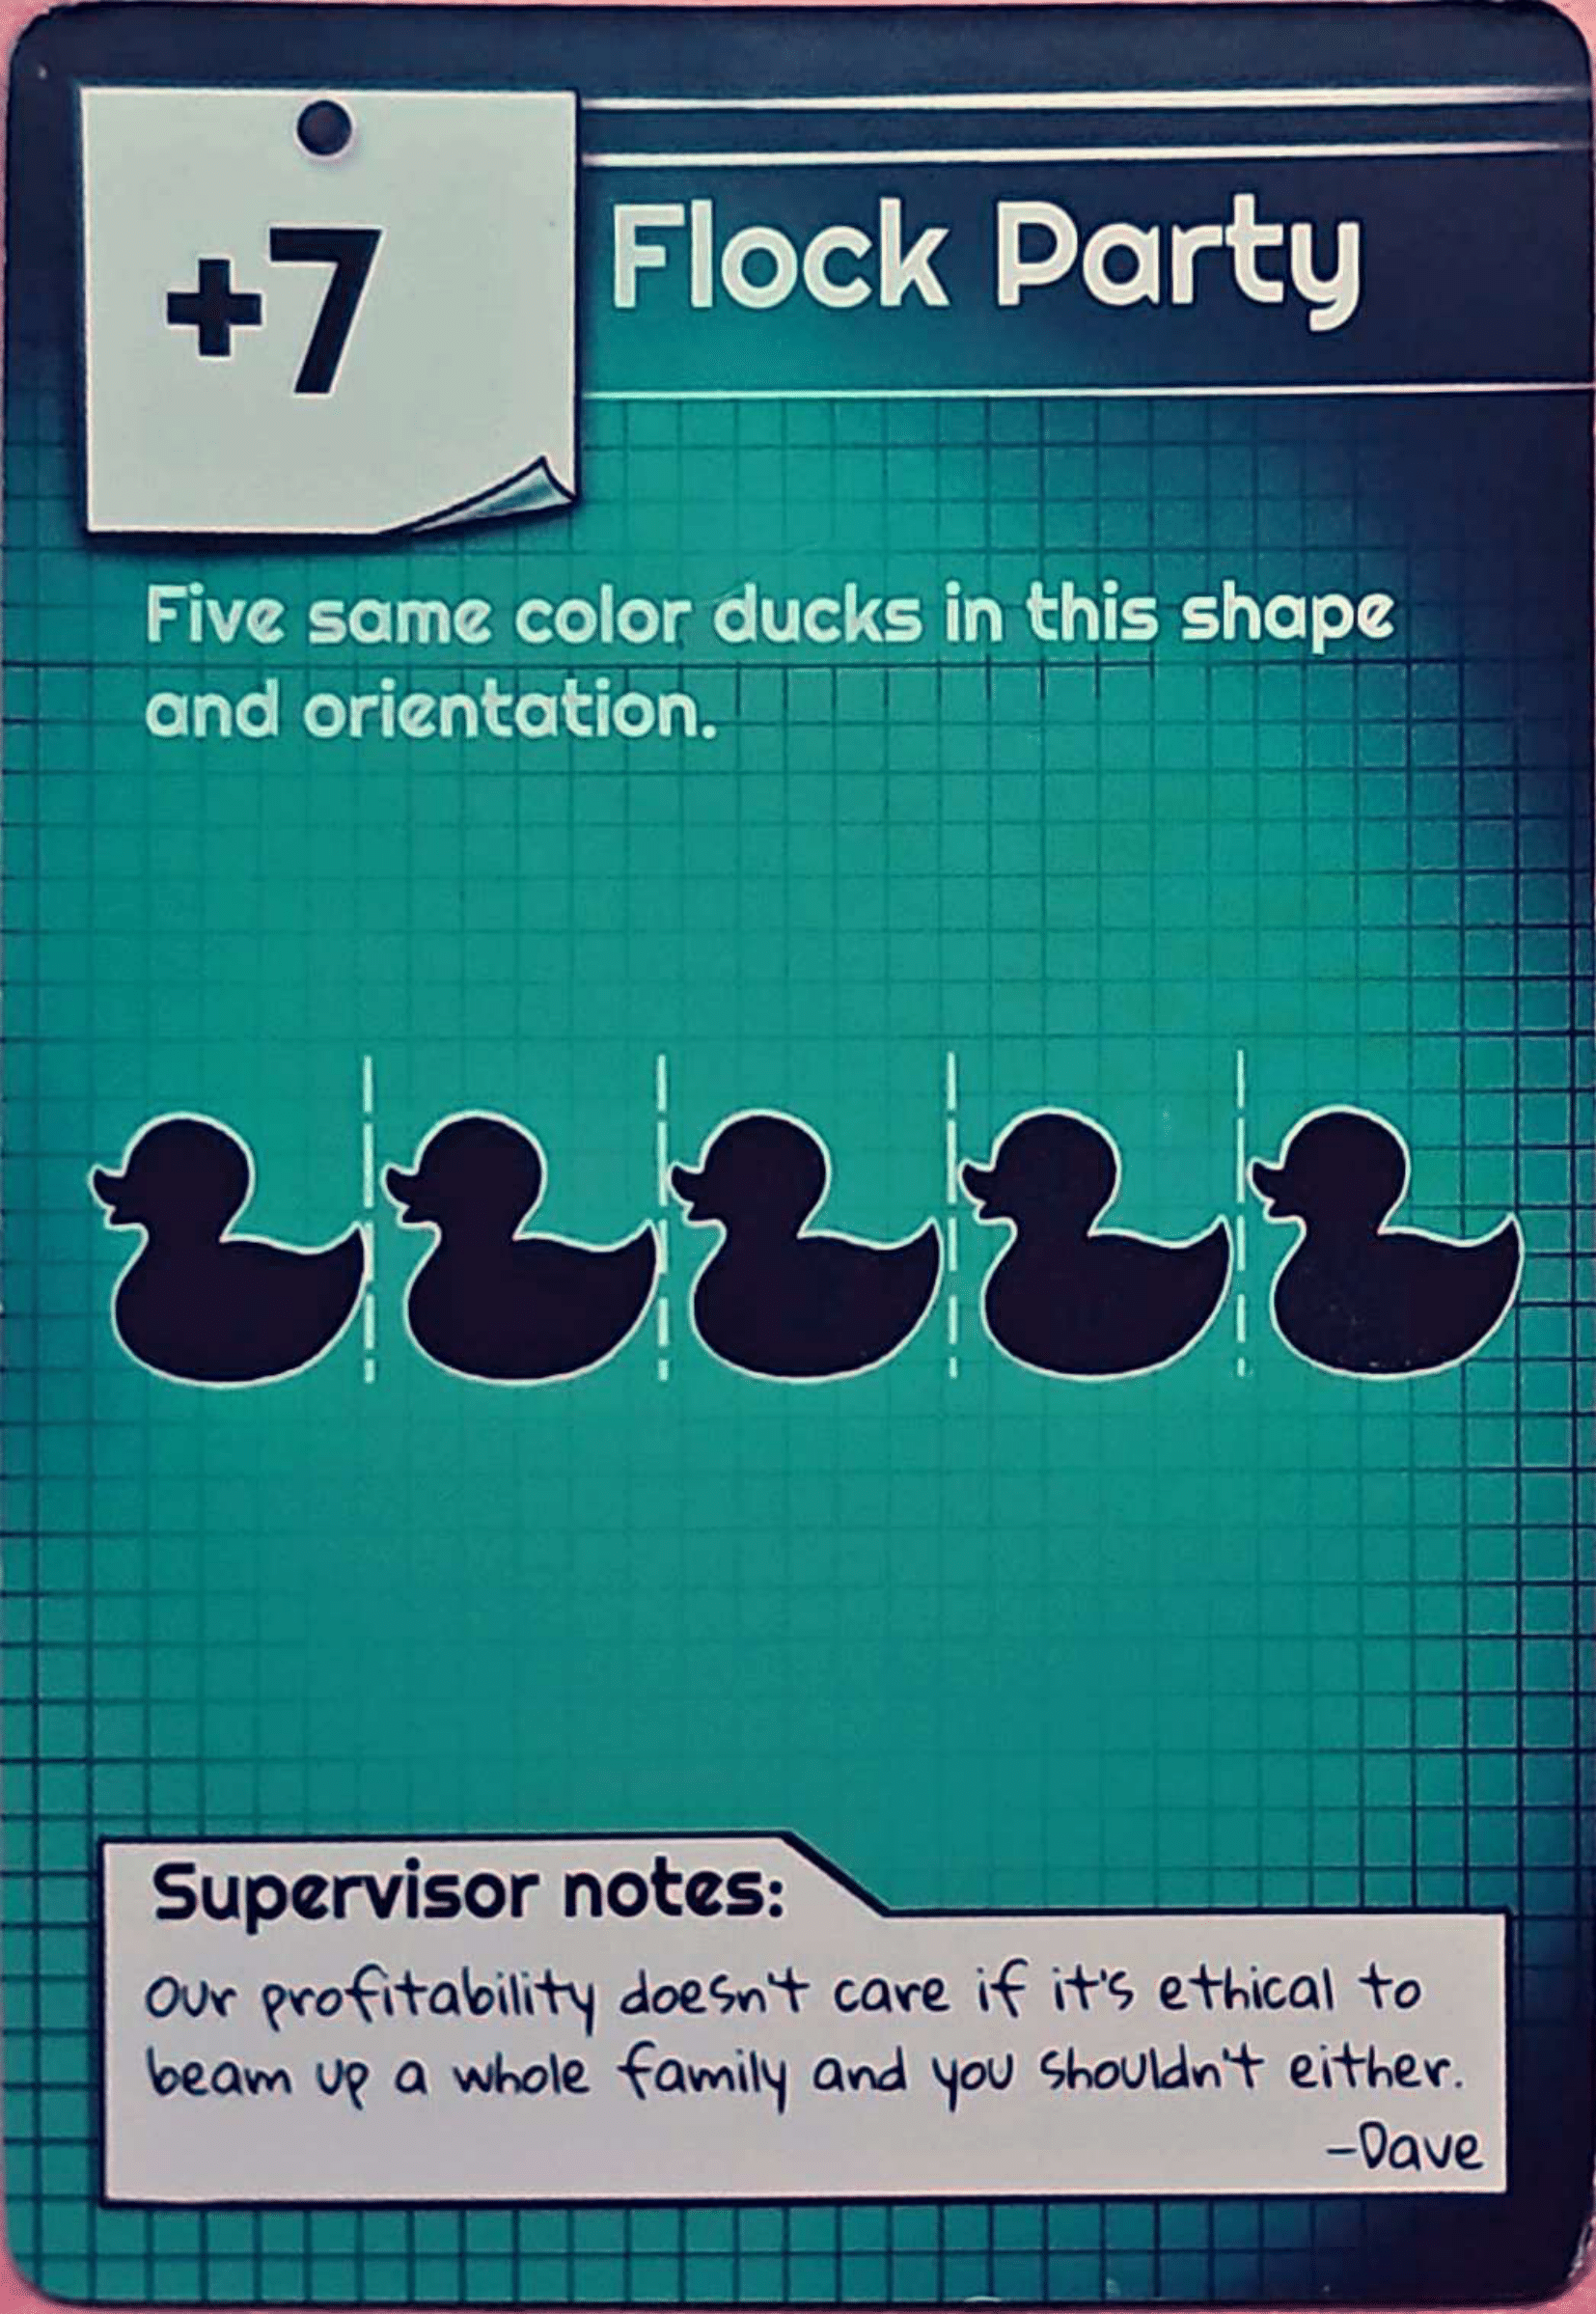 +7
Flock Party
Five same color ducks in this shape
and orientation.
Supervisor notes:
Our profitability doesn't care if it's ethical to
beam up a whole family and you shouldn't either.
-Dave